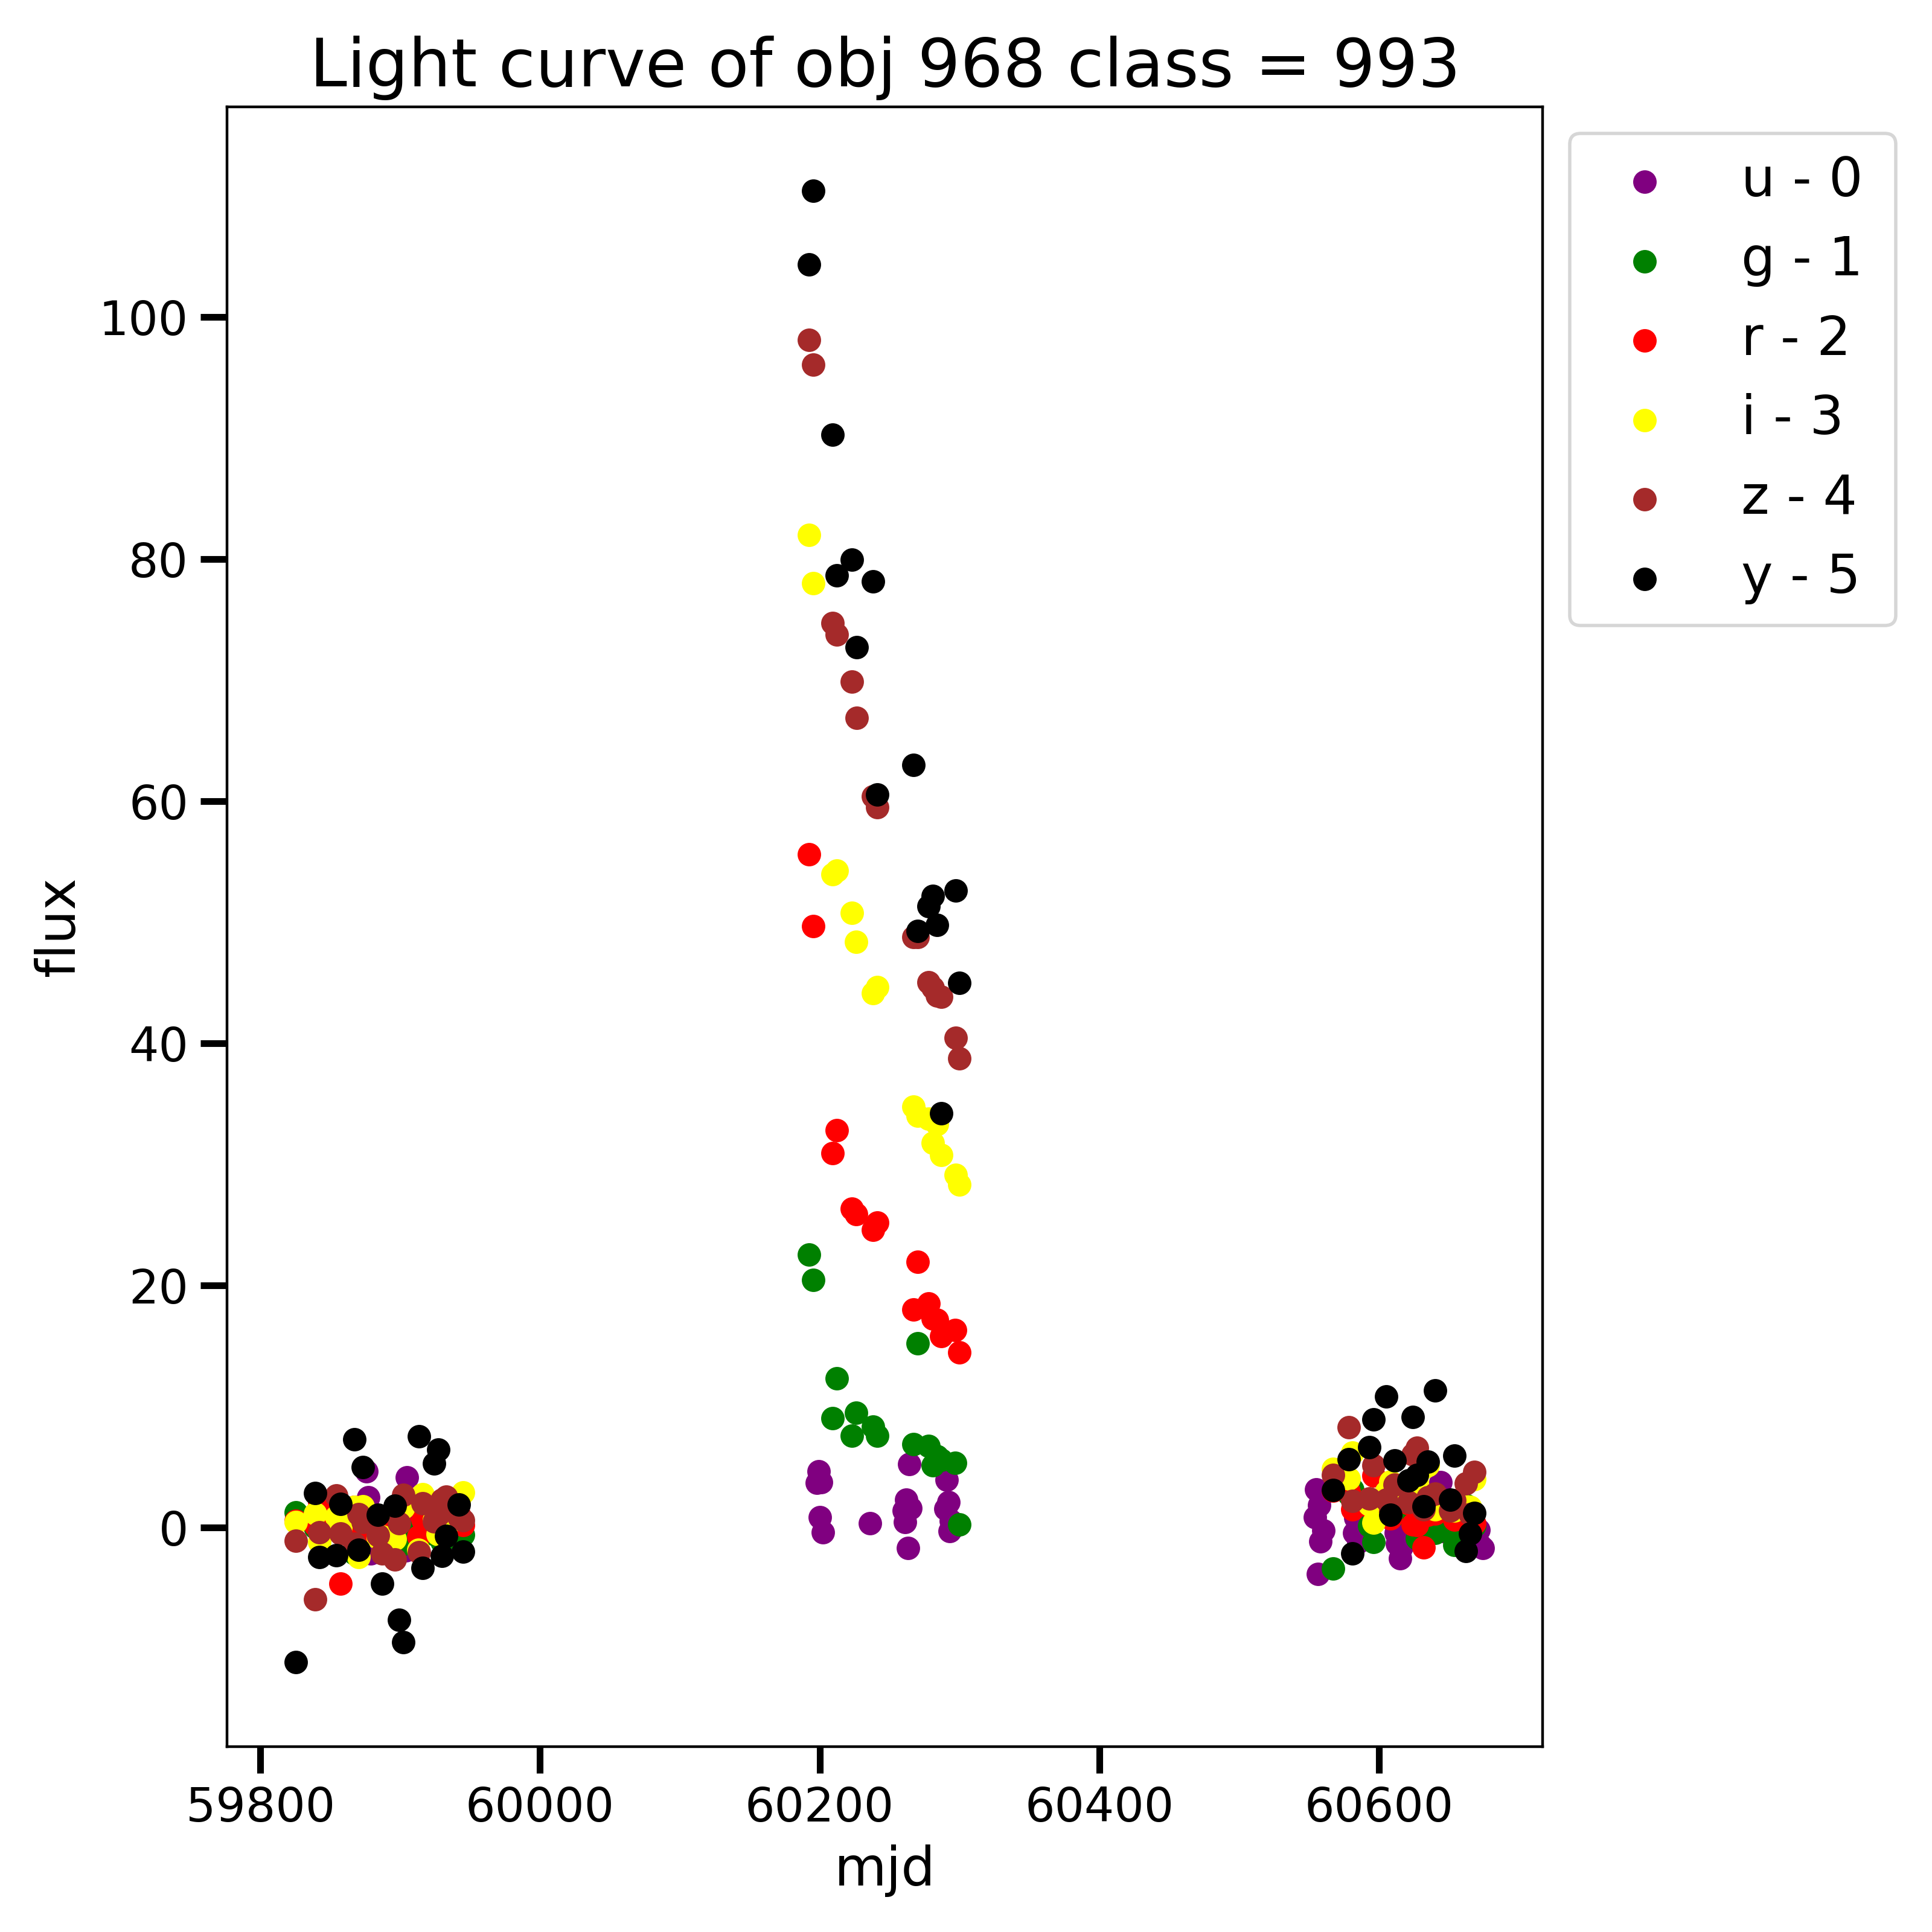 Light curve of obj 968 class = 993
u - 0
g - 1
r - 2
i - 3
z - 4
y - 5
100
80
60
40
20
0
flux
59800 60000 60200 60400 60600
mjd